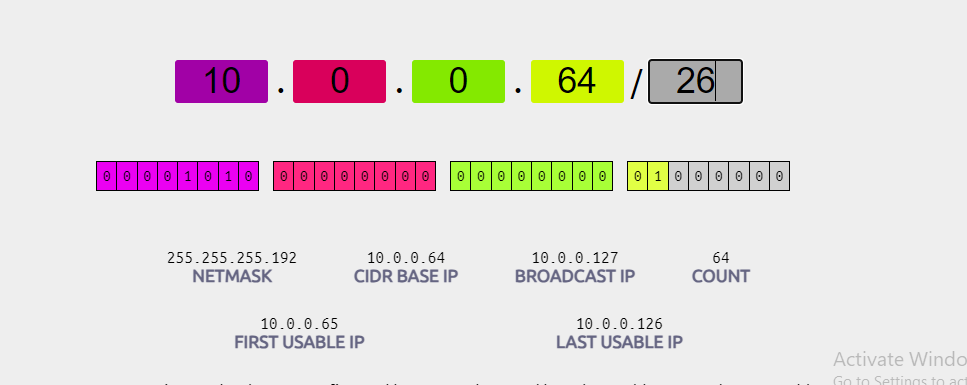 10 . 0 . 0 . 64 / 26
0 0 0 0 1 0 1 0 0 0 0 0 0 0 0 0 0 0 0 0 0 0 0 0 0 1 0 0 0 0 0 0
255.255.255.192 10.0.0.64 10.0.0.127 64
NETMASK CIDR BASE IP BROADCAST IP COUNT
10.0.0.65 10.0.0.126
FIRST USABLE IP LAST USABLE IP
Activate Windo
Go to Settings to act